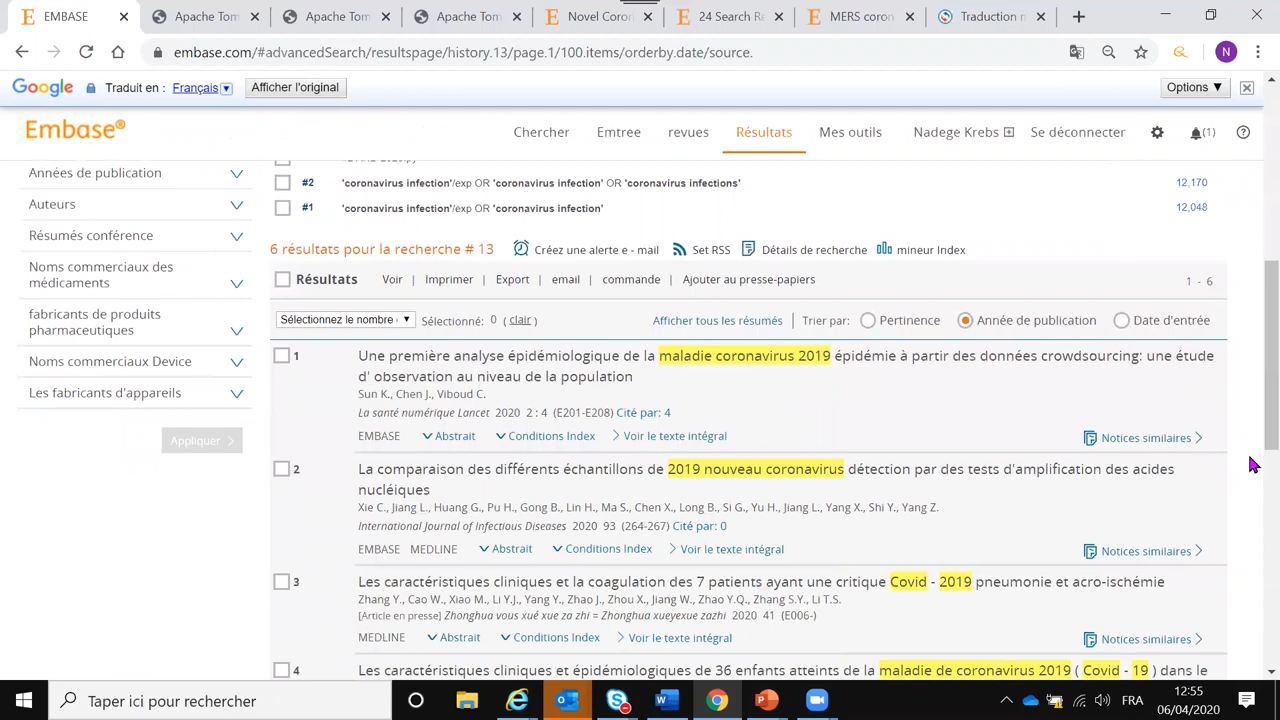 EMBASE
Apache Tom
Apache Tom
Apache Tom
Novel Coron
24 Search Re
MERS coron
Traduction n
embase.com/#advancedSearch/resultspage/history.13/page.1/100.items/orderby.date/source.
N
Google Traduit en : Français Afficher l'original Options ▼
Embase® Chercher Emtree revues Résultats Mes outils Nadege Krebs Se déconnecter (1)
Années de publication
Auteurs
Résumés conférence
Noms commerciaux des
médicaments
fabricants de produits
pharmaceutiques
Noms commerciaux Device
Les fabricants d'appareils
Appliquer
#2 'coronavirus infection'/exp OR 'coronavirus infection' OR 'coronavirus infections' 12,170
#1 'coronavirus infection'/exp OR 'coronavirus infection' 12,048
6 résultats pour la recherche # 13 Créez une alerte e - mail Set RSS Détails de recherche mineur Index
Résultats Voir | Imprimer | Export | email | commande | Ajouter au presse-papiers 1 - 6
Sélectionnez le nombre Sélectionné: 0 ( clair ) Afficher tous les résumés | Trier par: Pertinence Année de publication Date d'entrée
1 Une première analyse épidémiologique de la maladie coronavirus 2019 épidémie à partir des données crowdsourcing: une étude
d' observation au niveau de la population
Sun K., Chen J., Viboud C.
La santé numérique Lancet 2020 2 : 4 (E201-E208) Cité par: 4
EMBASE Abstrait Conditions Index Voir le texte intégral Notices similaires
2 La comparaison des différents échantillons de 2019 nouveau coronavirus détection par des tests d'amplification des acides
nucléiques
Xie C., Jiang L., Huang G., Pu H., Gong B., Lin H., Ma S., Chen X., Long B., Si G., Yu H., Jiang L., Yang X., Shi Y., Yang Z.
International Journal of Infectious Diseases 2020 93 (264-267) Cité par: 0
EMBASE MEDLINE Abstrait Conditions Index Voir le texte intégral Notices similaires
3 Les caractéristiques cliniques et la coagulation des 7 patients ayant une critique Covid - 2019 pneumonie et acro-ischémie
Zhang Y., Cao W., Xiao M., Li Y.J., Yang Y., Zhao J., Zhou X., Jiang W., Zhao Y.Q., Zhang S.Y., Li T.S.
[Article en presse] Zhonghua vous xué xue za zhi = Zhonghua xueyexue zazhi 2020 41 (E006-)
MEDLINE Abstrait Conditions Index Voir le texte intégral Notices similaires
4 Les caractéristiques cliniques et épidémiologiques de 36 enfants atteints de la maladie de coronavirus 2019 ( Covid - 19 ) dans le
Taper ici pour rechercher
FRA
12:55
06/04/2020